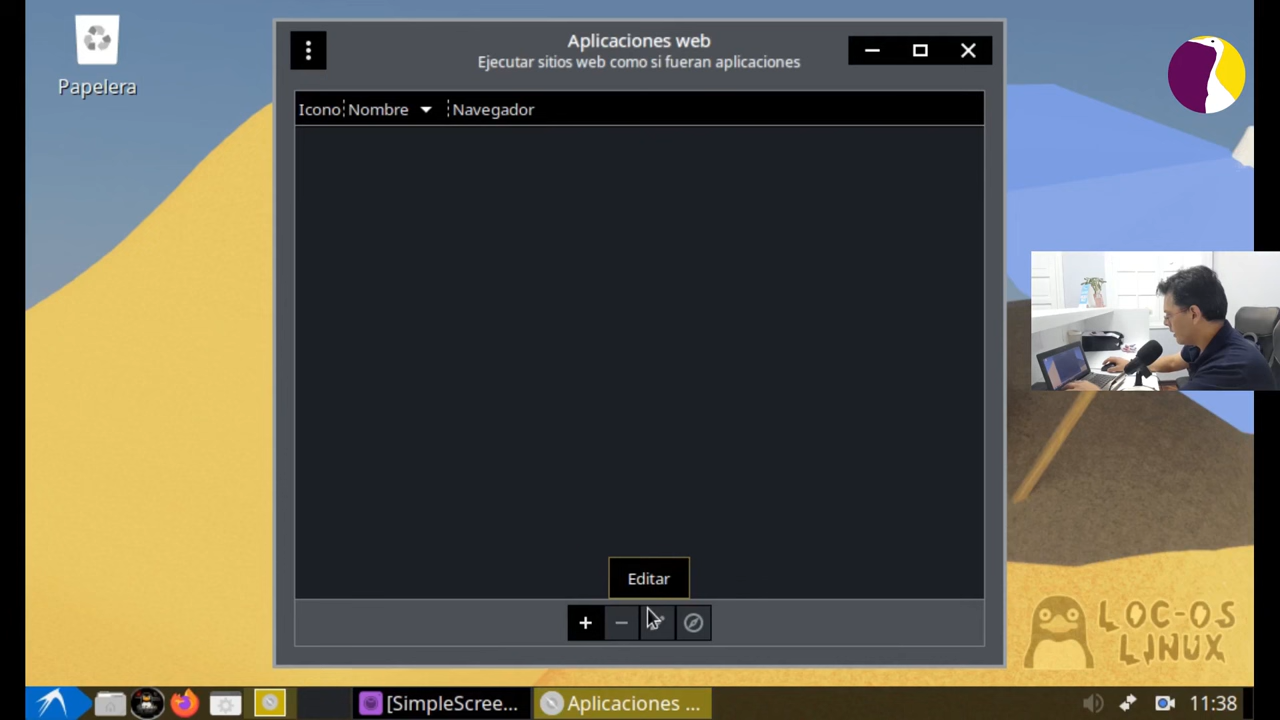 Papelera
Aplicaciones web
Ejecutar sitios web como si fueran aplicaciones
Icono Nombre Navegador
Editar
LOC-OS
LINUX
[SimpleScree...
Aplicaciones ...
11:38